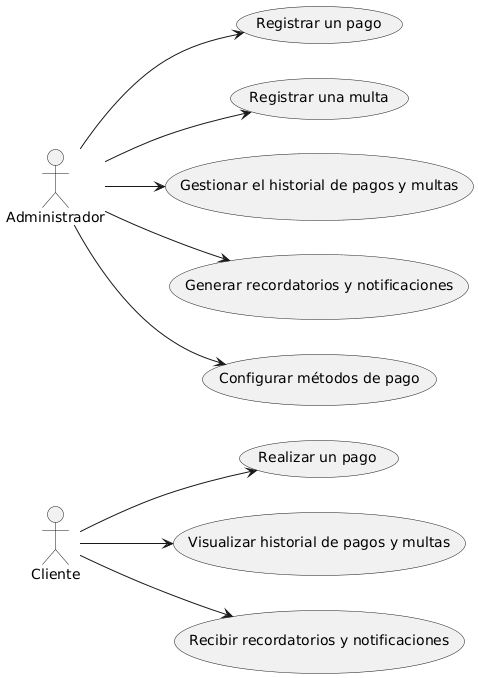 Registrar un pago
Registrar una multa
Gestionar el historial de pagos y multas
Administrador
Generar recordatorios y notificaciones
Configurar métodos de pago
Realizar un pago
Visualizar historial de pagos y multas
Cliente
Recibir recordatorios y notificaciones